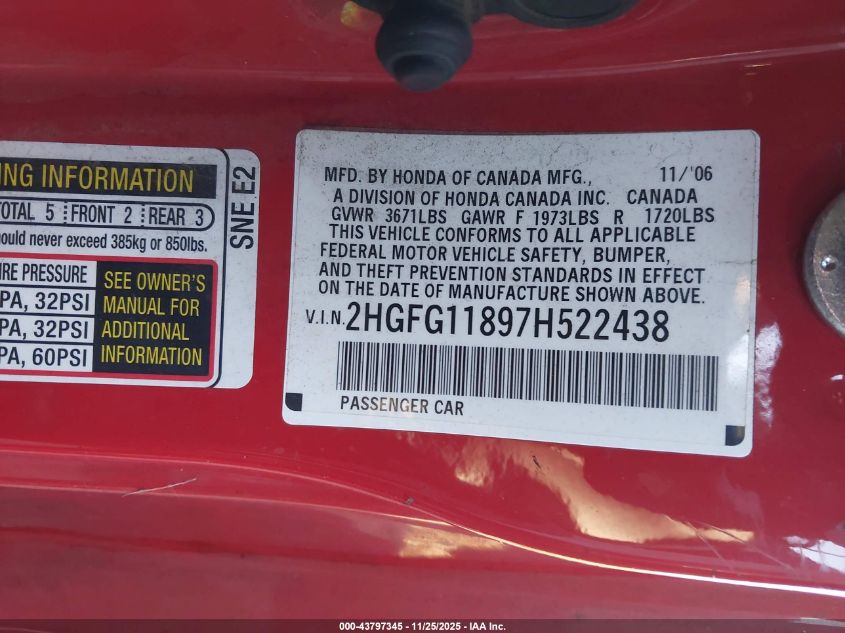 NG INFORMATION
TOTAL 5 FRONT 2 REAR 3
ould never exceed 385kg or 850lbs.
IRE PRESSURE
PA, 32PSI
PA, 32PSI
PA, 60PSI
SEE OWNER'S
MANUAL FOR
ADDITIONAL
INFORMATION
SNE E2
MFD. BY HONDA OF CANADA MFG., 11/'06
A DIVISION OF HONDA CANADA INC. CANADA
GVWR 3671LBS GAWR F 1973LBS R 1720LBS
THIS VEHICLE CONFORMS TO ALL APPLICABLE
FEDERAL MOTOR VEHICLE SAFETY, BUMPER,
AND THEFT PREVENTION STANDARDS IN EFFECT
ON THE DATE OF MANUFACTURE SHOWN ABOVE.
V.I.N. 2HGFG11897H522438
PASSENGER CAR
000-43797345 - 11/25/2025 - IAA Inc.